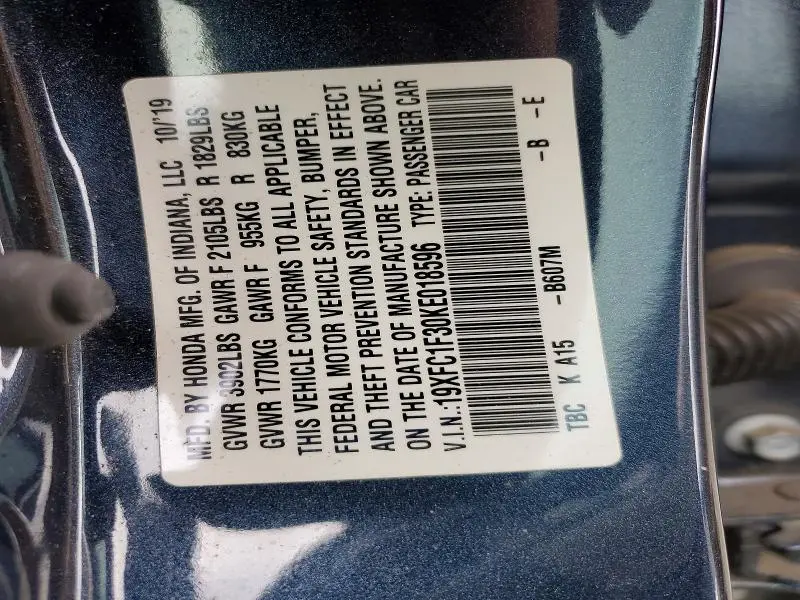 MFD. BY HONDA MFG. OF INDIANA, LLC 10/'19
GVWR 3902LBS GAWR F 2105LBS R 1829LBS
GVWR 1770KG GAWR F 955KG R 830KG
THIS VEHICLE CONFORMS TO ALL APPLICABLE
FEDERAL MOTOR VEHICLE SAFETY, BUMPER,
AND THEFT PREVENTION STANDARDS IN EFFECT
ON THE DATE OF MANUFACTURE SHOWN ABOVE.
V.I.N.:19XFC1F30KE018596 TYPE: PASSENGER CAR
TBC K A15 -B607M -B -E